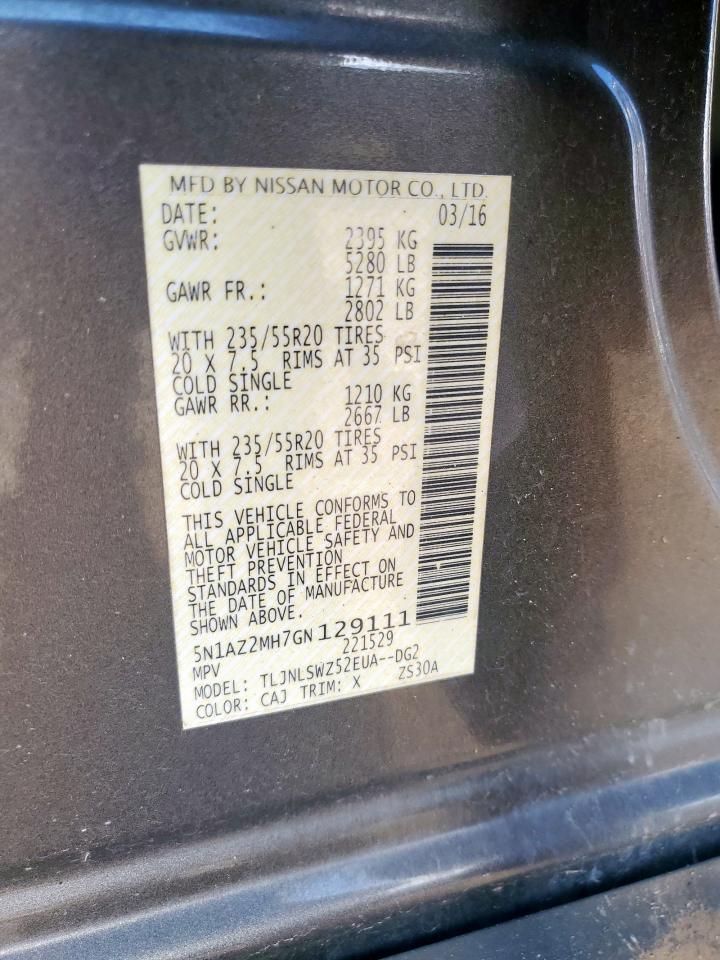 MFD BY NISSAN MOTOR CO., LTD.
DATE: 03/16
GVWR: 2395 KG
5280 LB
GAWR FR.: 1271 KG
2802 LB
WITH 235/55R20 TIRES
20 X 7.5 RIMS AT 35 PSI
COLD SINGLE
GAWR RR.: 1210 KG
2667 LB
WITH 235/55R20 TIRES
20 X 7.5 RIMS AT 35 PSI
COLD SINGLE
THIS VEHICLE CONFORMS TO
ALL APPLICABLE FEDERAL
MOTOR VEHICLE SAFETY AND
THEFT PREVENTION
STANDARDS IN EFFECT ON
THE DATE OF MANUFACTURE
SHOWN ABOVE.
5N1AZ2MH7GN129111
MPV 221529
MODEL: TLJNLSWZ52EUA--DG2
COLOR: CAJ TRIM: X ZS30A